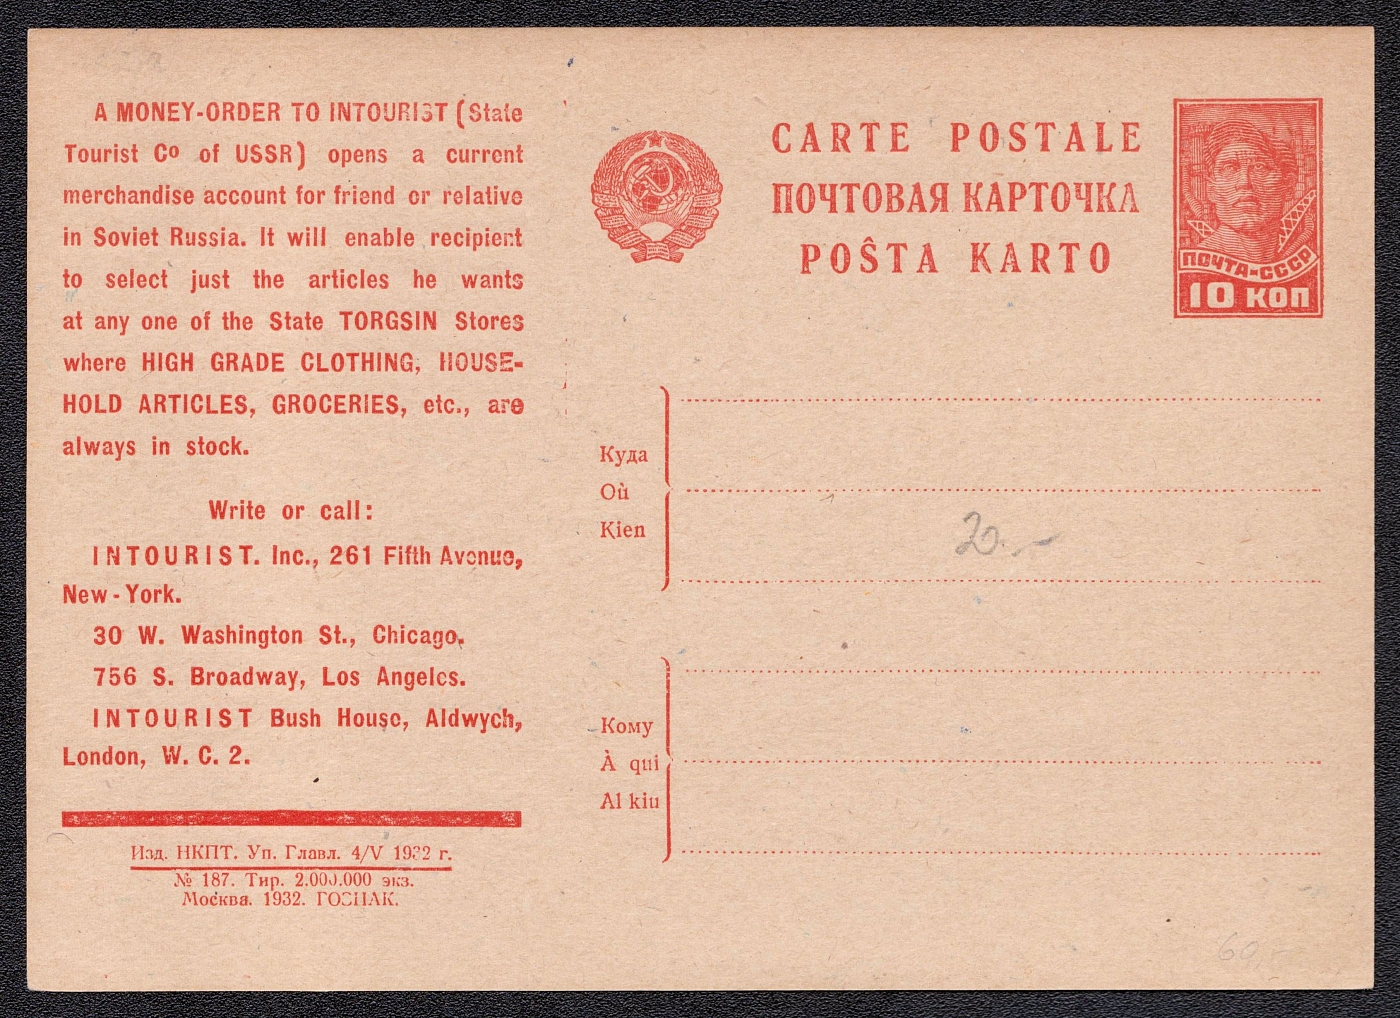 A MONEY-ORDER TO INTOURIST (State
Tourist Co of USSR) opens a current
merchandise account for friend or relative
in Soviet Russia. It will enable recipient
to select just the articles he wants
at any one of the State TORGSIN Stores
where HIGH GRADE CLOTHING, HOUSE-
HOLD ARTICLES, GROCERIES, etc., are
always in stock.
Write or call:
INTOURIST. Inc., 261 Fifth Avenue,
New-York.
30 W. Washington St., Chicago.
756 S. Broadway, Los Angeles.
INTOURIST Bush House, Aldwych,
London, W. C. 2.
Изд. НКПТ. Уп. Главл. 4/V 1932 г.
№ 187. Тир. 2.000.000 экз.
Москва. 1932. ГОСЗНАК.
CARTE POSTALE
ПОЧТОВАЯ КАРТОЧКА
POŜTA KARTO
ПОЧТА-СССР
10 КОП
Куда
Où
Kien
20.-
Кому
À qui
Al kiu
60.-